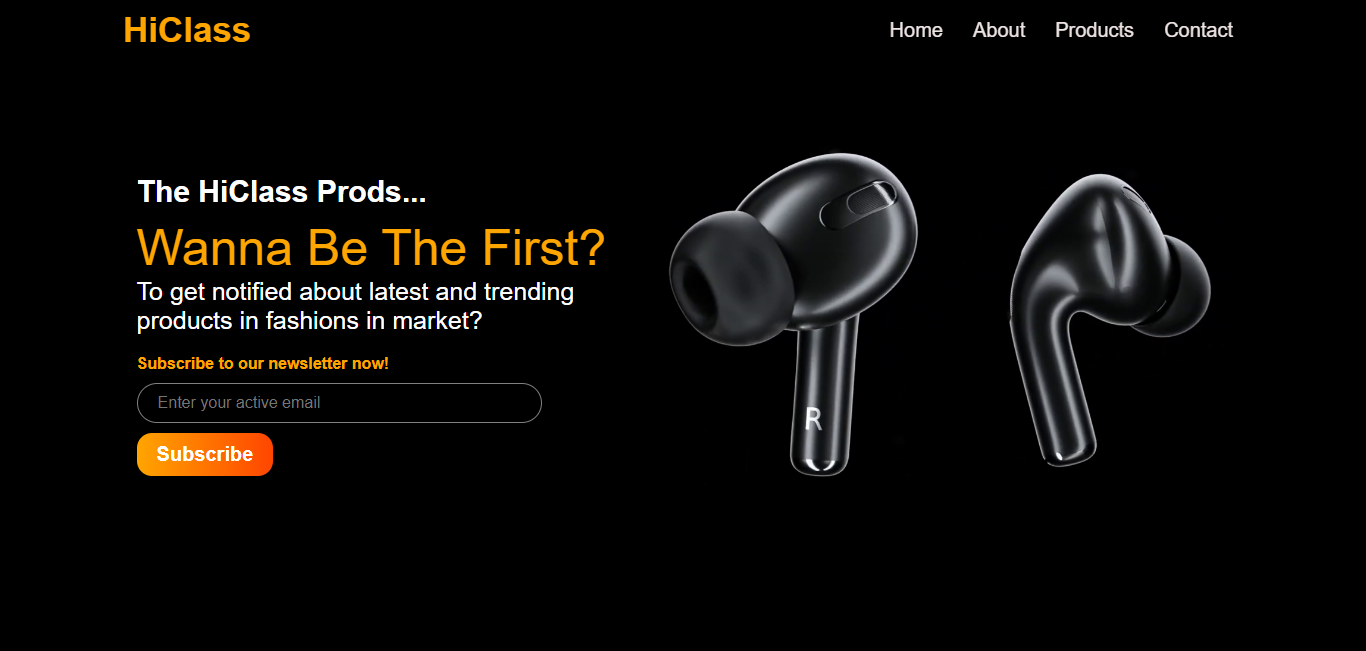 HiClass
Home About Products Contact
The HiClass Prods...
Wanna Be The First?
To get notified about latest and trending
products in fashions in market?
Subscribe to our newsletter now!
Enter your active email
Subscribe
R